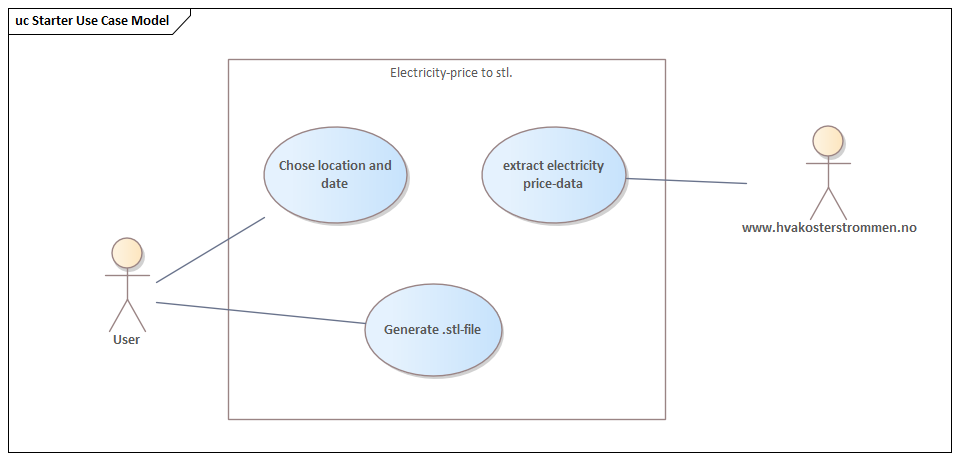 uc Starter Use Case Model
Electricity-price to stl.
Chose location and
date
extract electricity
price-data
www.hvakosterstrommen.no
Generate .stl-file
User